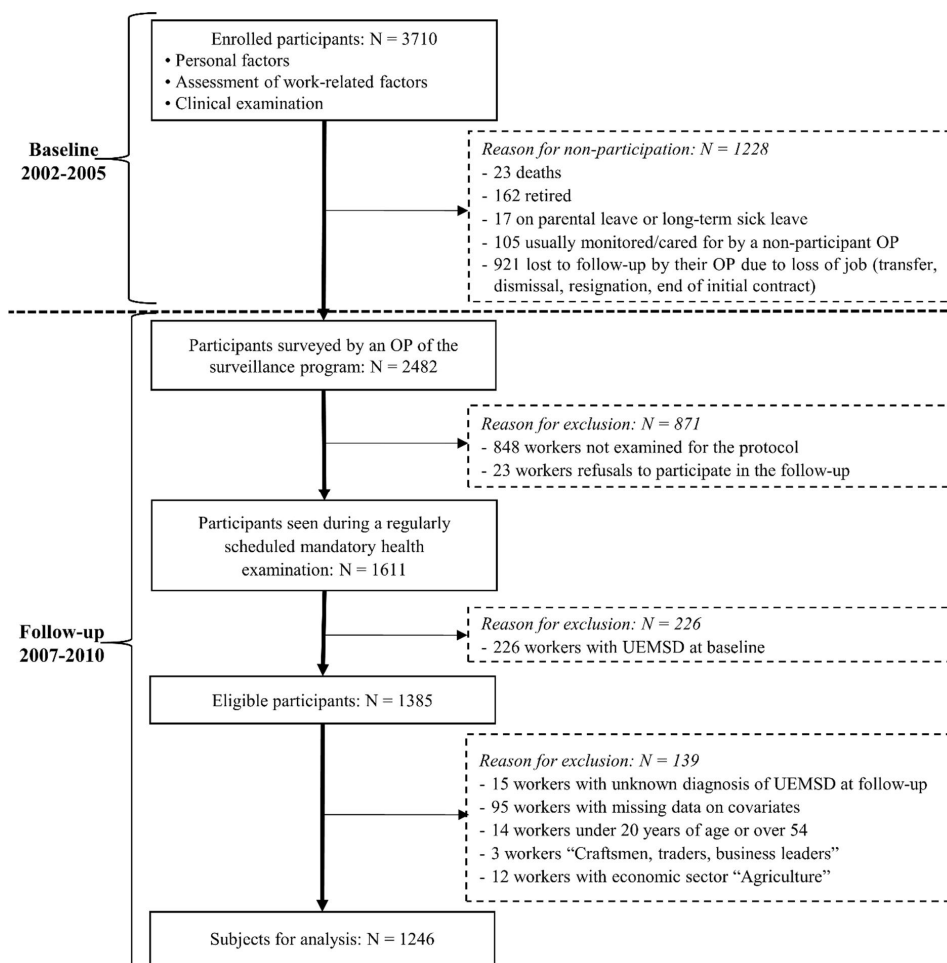 Enrolled participants: N = 3710
• Personal factors
• Assessment of work-related factors
• Clinical examination
Baseline
2002-2005
Reason for non-participation: N = 1228
- 23 deaths
- 162 retired
- 17 on parental leave or long-term sick leave
- 105 usually monitored/cared for by a non-participant OP
- 921 lost to follow-up by their OP due to loss of job (transfer,
dismissal, resignation, end of initial contract)
Participants surveyed by an OP of the
surveillance program: N = 2482
Reason for exclusion: N = 871
- 848 workers not examined for the protocol
- 23 workers refusals to participate in the follow-up
Participants seen during a regularly
scheduled mandatory health
examination: N = 1611
Follow-up
2007-2010
Reason for exclusion: N = 226
- 226 workers with UEMSD at baseline
Eligible participants: N = 1385
Reason for exclusion: N = 139
- 15 workers with unknown diagnosis of UEMSD at follow-up
- 95 workers with missing data on covariates
- 14 workers under 20 years of age or over 54
- 3 workers “Craftsmen, traders, business leaders”
- 12 workers with economic sector “Agriculture”
Subjects for analysis: N = 1246